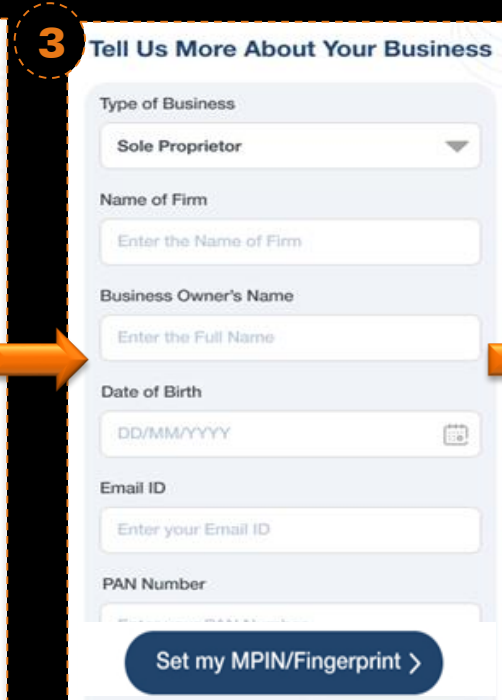 3
Tell Us More About Your Business
Type of Business
Sole Proprietor
Name of Firm
Enter the Name of Firm
Business Owner's Name
Enter the Full Name
Date of Birth
DD/MM/YYYY
Email ID
Enter your Email ID
PAN Number
Set my MPIN/Fingerprint >